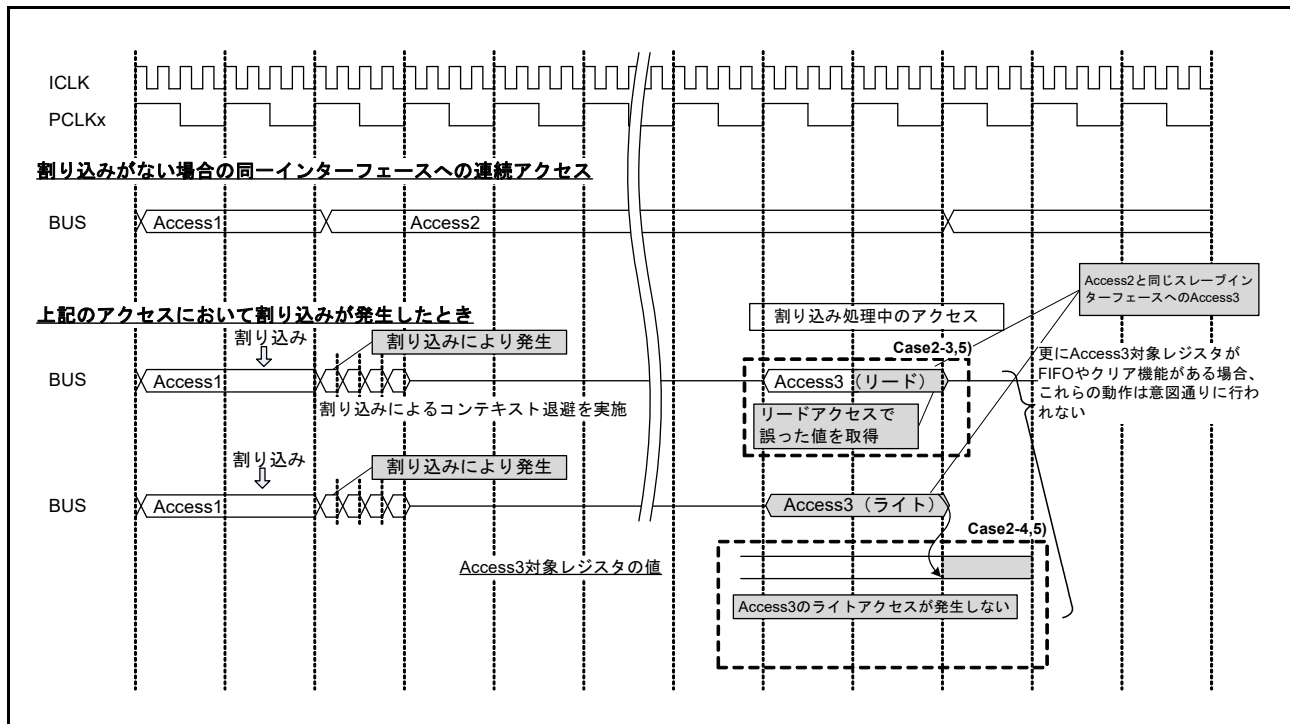 ICLK
PCLKx
割り込みがない場合の同一インターフェースへの連続アクセス
BUS
Access1
Access2
Access2と同じスレーブイン
ターフェースへのAccess3
上記のアクセスにおいて割り込みが発生したとき
割り込み処理中のアクセス
割り込み
割り込みにより発生
Case2-3,5)
BUS
Access1
Access3（リード）
割り込みによるコンテキスト退避を実施
リードアクセスで
誤った値を取得
更にAccess3対象レジスタが
FIFOやクリア機能がある場合、
これらの動作は意図通りに行わ
れない
割り込み
割り込みにより発生
BUS
Access1
Access3（ライト）
Case2-4,5)
Access3対象レジスタの値
Access3のライトアクセスが発生しない